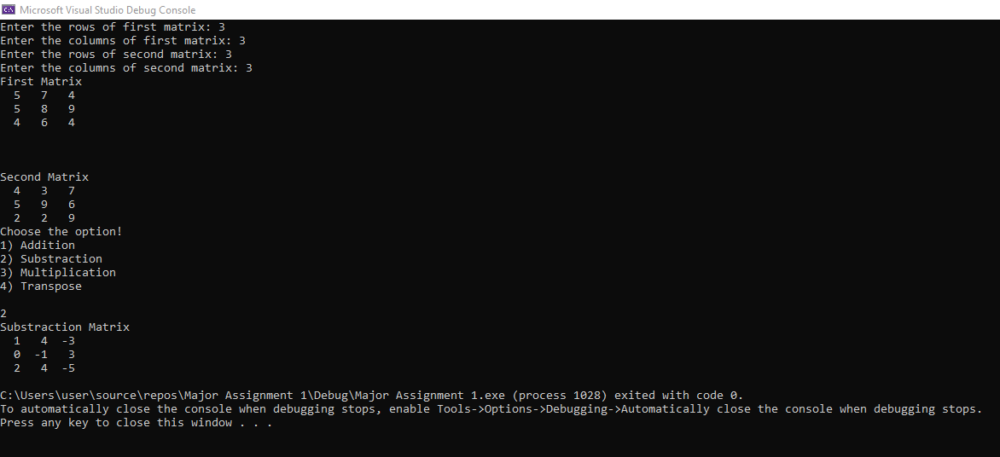 Microsoft Visual Studio Debug Console
Enter the rows of first matrix: 3
Enter the columns of first matrix: 3
Enter the rows of second matrix: 3
Enter the columns of second matrix: 3
First Matrix
5 7 4
5 8 9
4 6 4
Second Matrix
4 3 7
5 9 6
2 2 9
Choose the option!
1) Addition
2) Substraction
3) Multiplication
4) Transpose
2
Substraction Matrix
1 4 -3
0 -1 3
2 4 -5
C:\Users\user\source\repos\Major Assignment 1\Debug\Major Assignment 1.exe (process 1028) exited with code 0.
To automatically close the console when debugging stops, enable Tools->Options->Debugging->Automatically close the console when debugging stops.
Press any key to close this window . . .